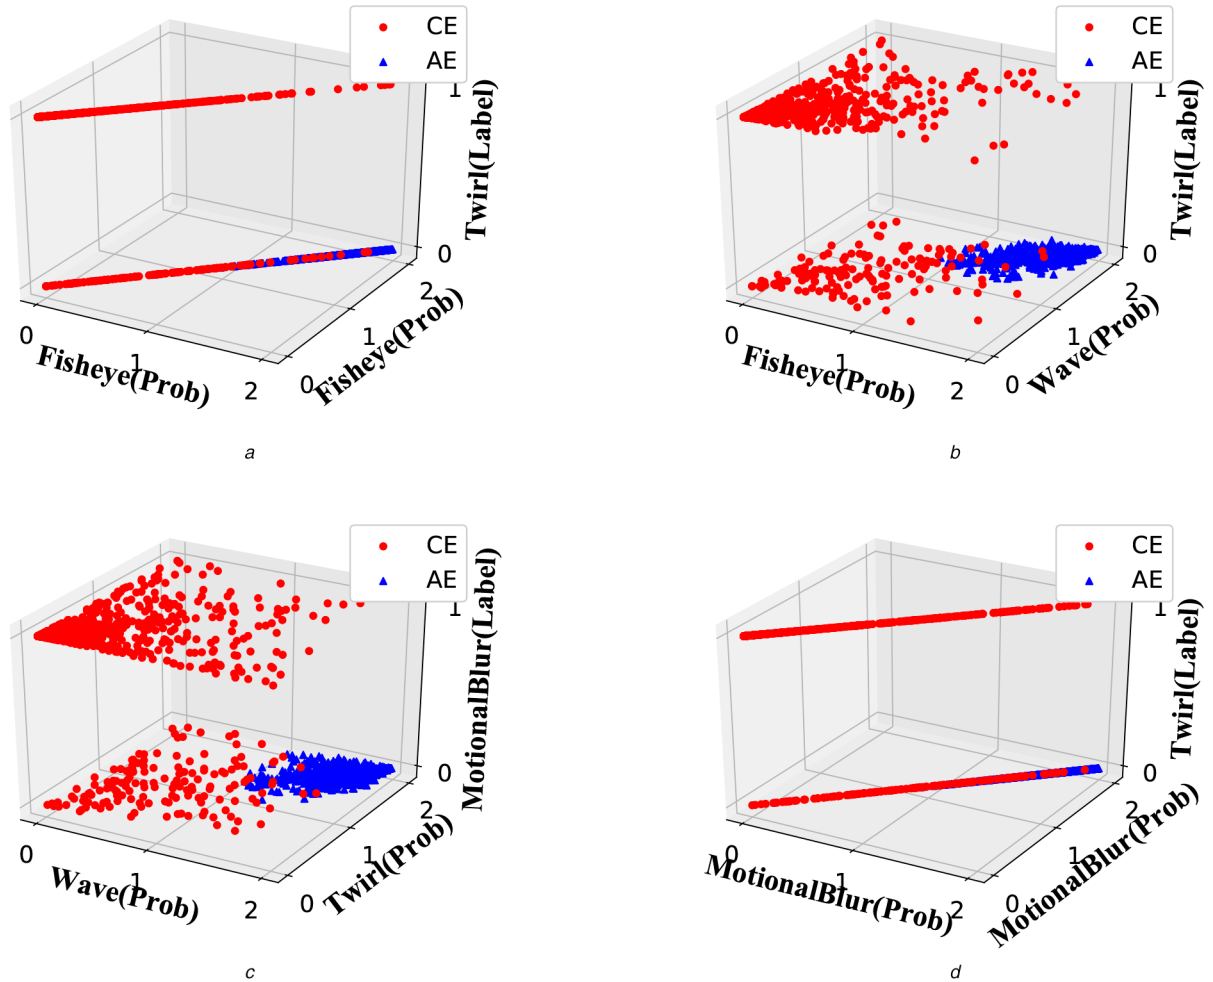 CE
AE
1
Twirl(Label)
0
2
1
0
Fisheye(Prob)
0
1
2
Fisheye(Prob)
a
CE
AE
1
Twirl(Label)
0
2
1
0
Wave(Prob)
0
1
2
Fisheye(Prob)
b
CE
AE
1
MotionalBlur(Label)
0
2
1
0
Twirl(Prob)
0
1
2
Wave(Prob)
c
CE
AE
1
Twirl(Label)
0
2
1
0
MotionalBlur(Prob)
0
1
2
MotionalBlur(Prob)
d